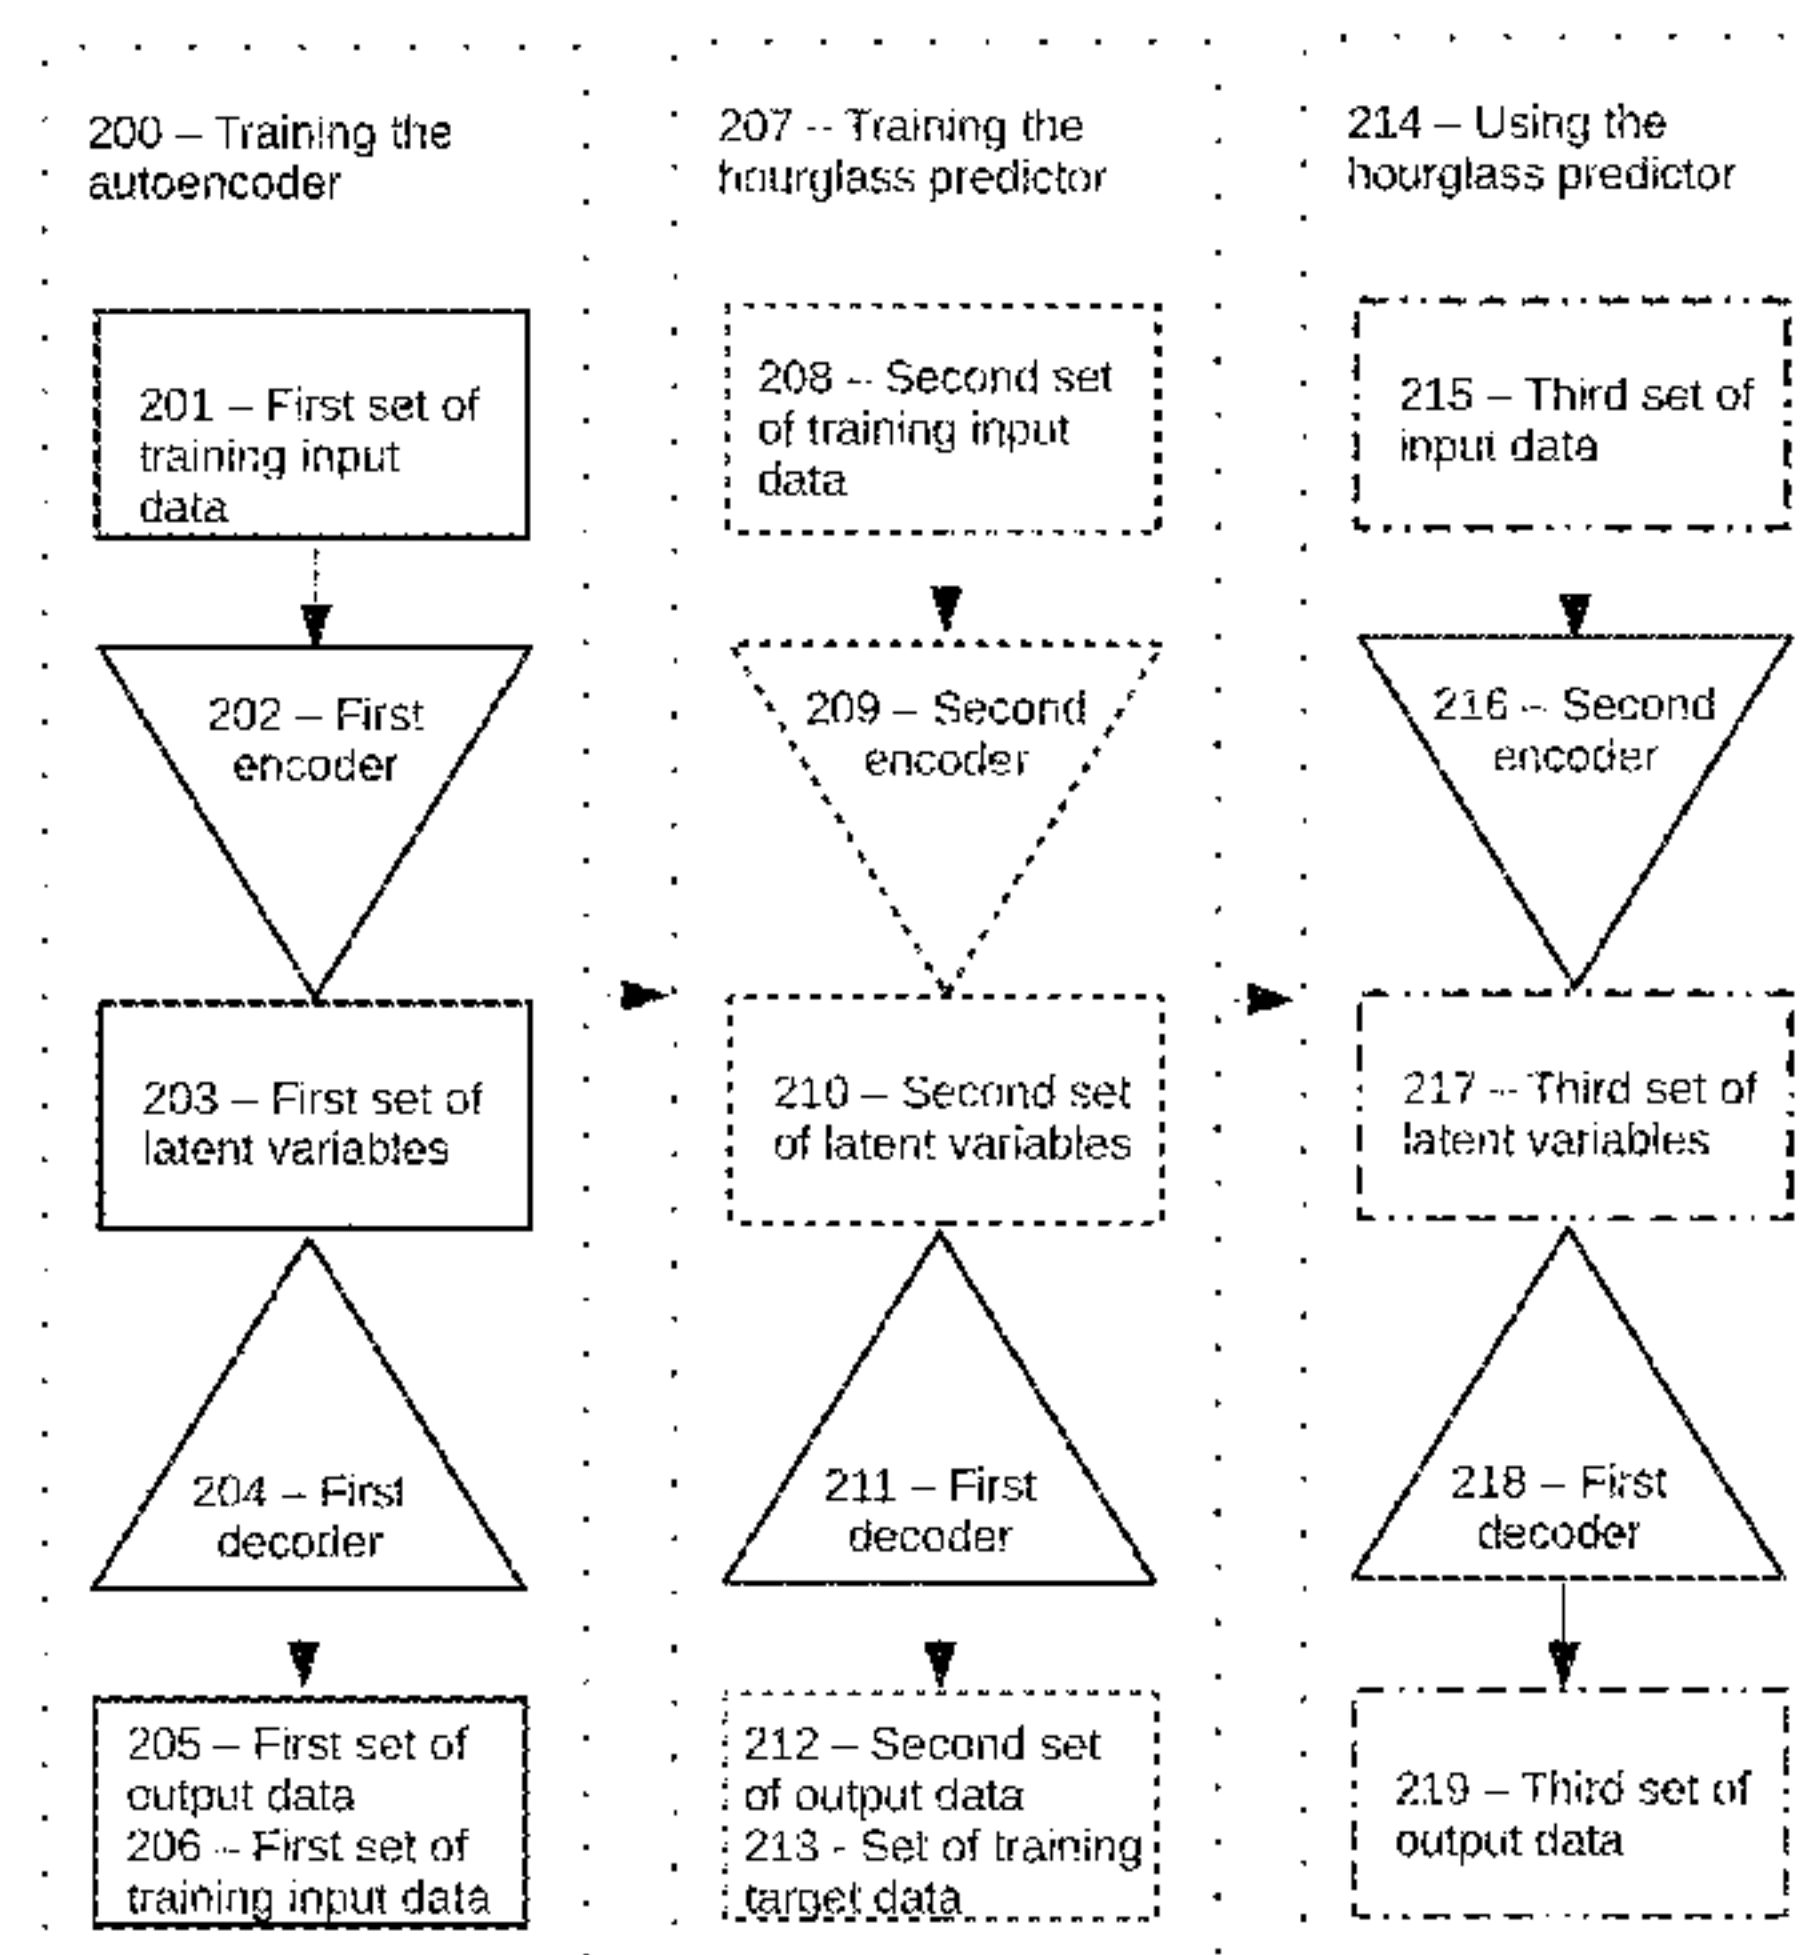 200 – Training the
autoencoder
201 – First set of
training input
data
202 – First
encoder
203 – First set of
latent variables
204 – First
decoder
205 – First set of
output data
206 – First set of
training input data
207 – Training the
hourglass predictor
208 – Second set
of training input
data
209 – Second
encoder
210 – Second set
of latent variables
211 – First
decoder
212 – Second set
of output data
213 - Set of training
target data
214 – Using the
hourglass predictor
215 – Third set of
input data
216 – Second
encoder
217 – Third set of
latent variables
218 – First
decoder
219 – Third set of
output data